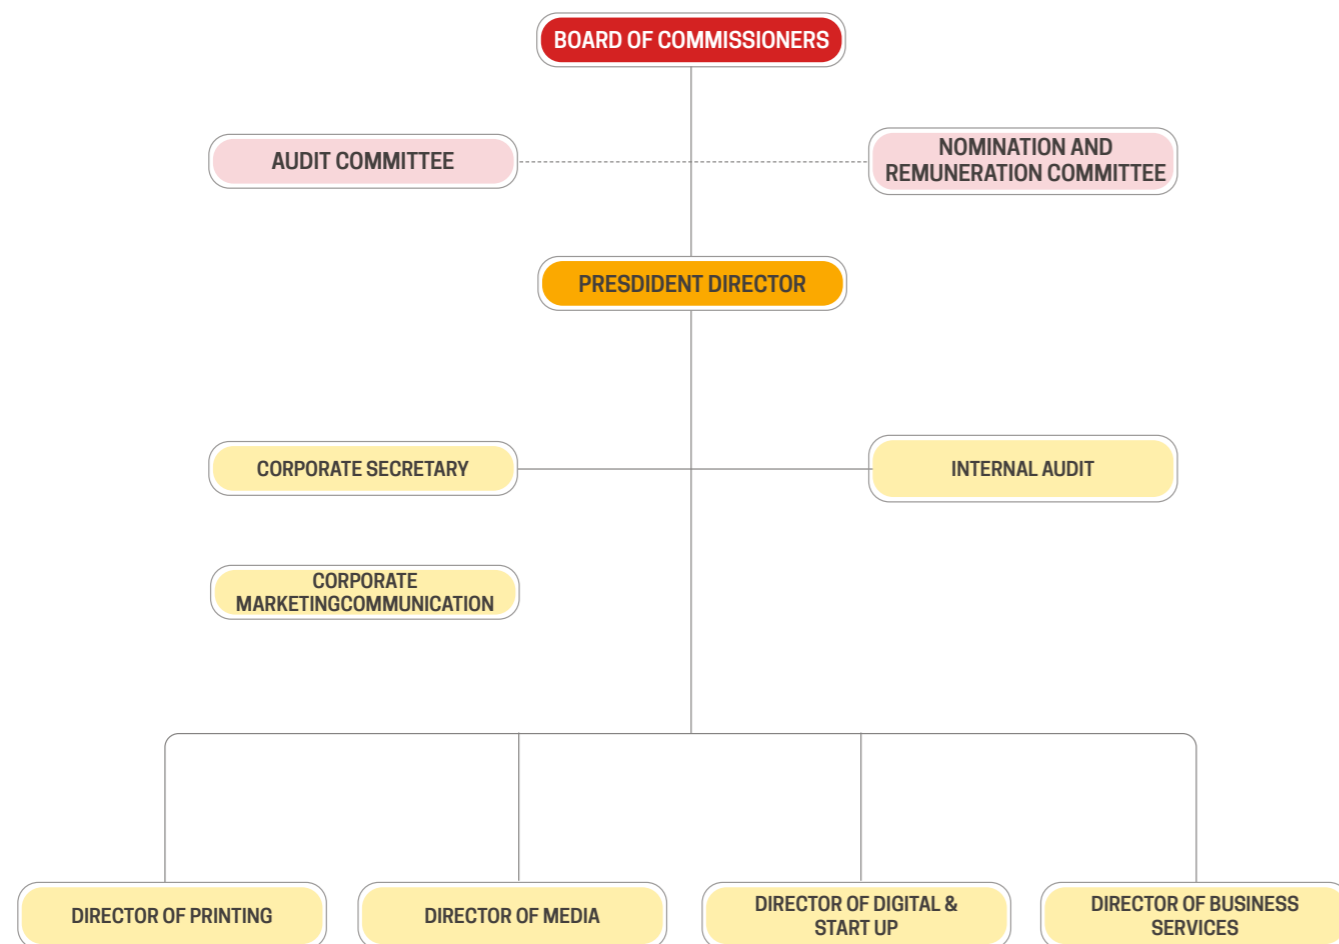 BOARD OF COMMISSIONERS
AUDIT COMMITTEE
NOMINATION AND
REMUNERATION COMMITTEE
PRESDIDENT DIRECTOR
CORPORATE SECRETARY
INTERNAL AUDIT
CORPORATE
MARKETINGCOMMUNICATION
DIRECTOR OF PRINTING
DIRECTOR OF MEDIA
DIRECTOR OF DIGITAL &
START UP
DIRECTOR OF BUSINESS
SERVICES